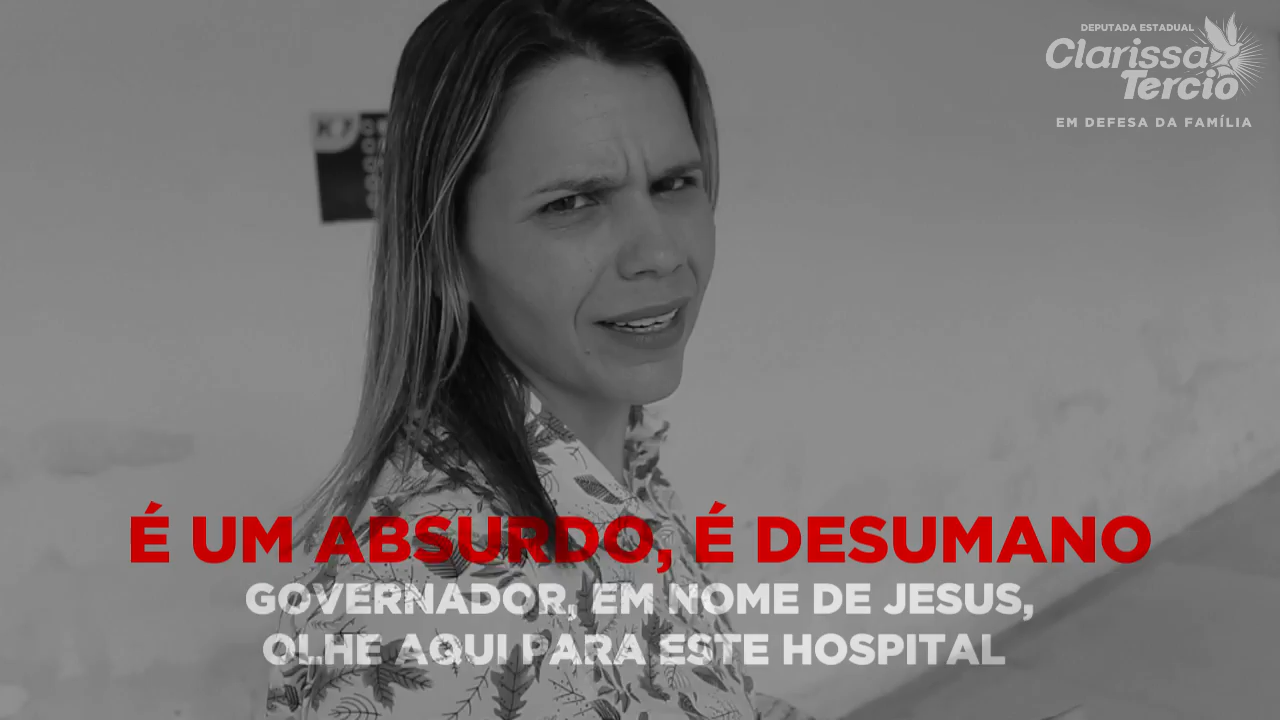 DEPUTADA ESTADUAL
Clarissa
Tercio
EM DEFESA DA FAMÍLIA
É UM ABSURDO, É DESUMANO
GOVERNADOR, EM NOME DE JESUS,
OLHE AQUI PARA ESTE HOSPITAL